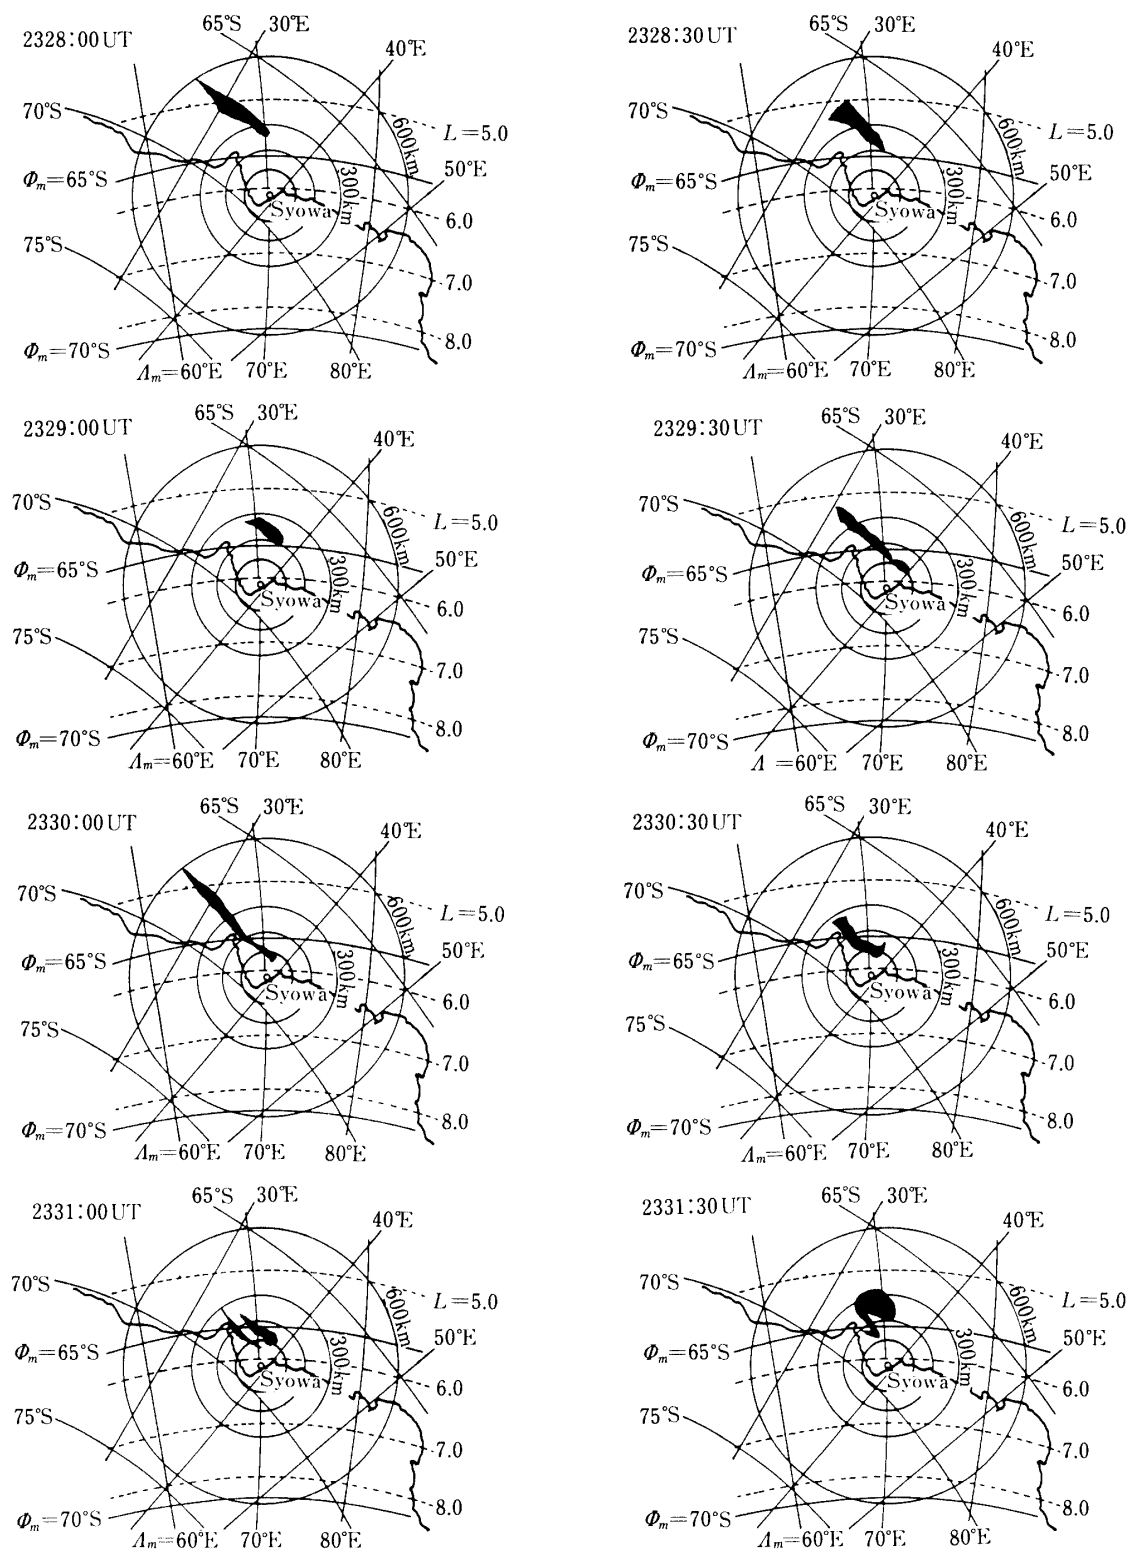 2328:00 UT
65°S 30°E
40°E
70°S
600km
L=5.0
50°E
Φm=65°S
300km
Syowa
6.0
75°S
7.0
8.0
Φm=70°S
Λm=60°E 70°E 80°E
2328:30 UT
65°S 30°E
40°E
70°S
600km
L=5.0
50°E
Φm=65°S
300km
Syowa
6.0
75°S
7.0
8.0
Φm=70°S
Λm=60°E 70°E 80°E
2329:00 UT
65°S 30°E
40°E
70°S
600km
L=5.0
50°E
Φm=65°S
300km
Syowa
6.0
75°S
7.0
8.0
Φm=70°S
Λm=60°E 70°E 80°E
2329:30 UT
65°S 30°E
40°E
70°S
600km
L=5.0
50°E
Φm=65°S
300km
Syowa
6.0
75°S
7.0
8.0
Φm=70°S
Λ =60°E 70°E 80°E
2330:00 UT
65°S 30°E
40°E
70°S
600km
L=5.0
50°E
Φm=65°S
300km
Syowa
6.0
75°S
7.0
8.0
Φm=70°S
Λm=60°E 70°E 80°E
2330:30 UT
65°S 30°E
40°E
70°S
600km
L=5.0
50°E
Φm=65°S
300km
Syowa
6.0
75°S
7.0
8.0
Φm=70°S
Λm=60°E 70°E 80°E
2331:00 UT
65°S 30°E
40°E
70°S
600km
L=5.0
50°E
Φm=65°S
300km
Syowa
6.0
75°S
7.0
8.0
Φm=70°S
Λm=60°E 70°E 80°E
2331:30 UT
65°S 30°E
40°E
70°S
600km
L=5.0
50°E
Φm=65°S
300km
Syowa
6.0
75°S
7.0
8.0
Φm=70°S
Λm=60°E 70°E 80°E